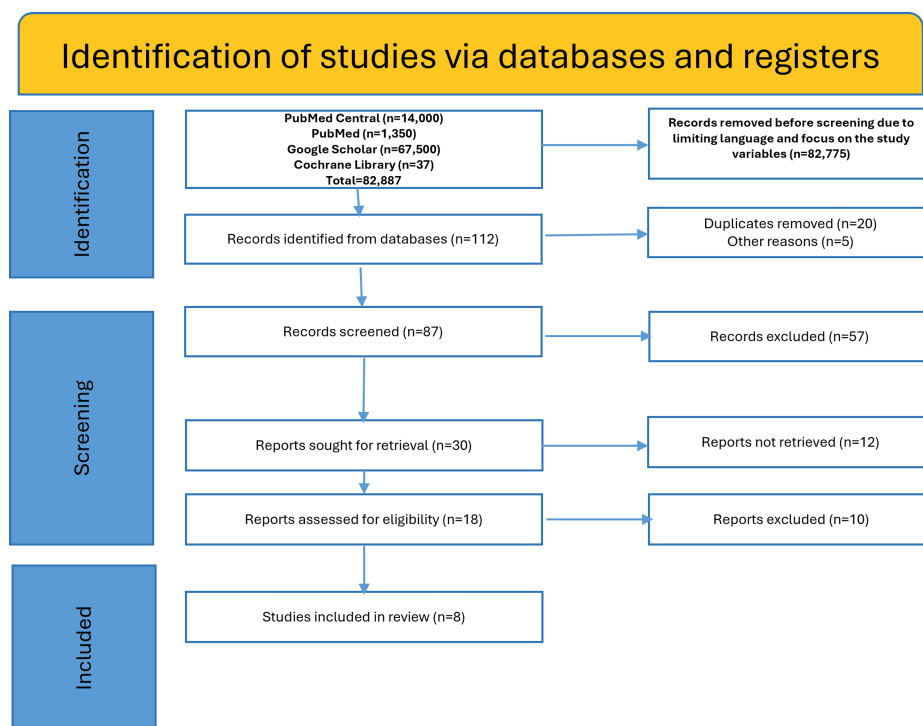 Identification of studies via databases and registers
Identification
PubMed Central (n=14,000)
PubMed (n=1,350)
Google Scholar (n=67,500)
Cochrane Library (n=37)
Total=82,887
Records removed before screening due to
limiting language and focus on the study
variables (n=82,775)
Records identified from databases (n=112)
Duplicates removed (n=20)
Other reasons (n=5)
Screening
Records screened (n=87)
Records excluded (n=57)
Reports sought for retrieval (n=30)
Reports not retrieved (n=12)
Reports assessed for eligibility (n=18)
Reports excluded (n=10)
Included
Studies included in review (n=8)